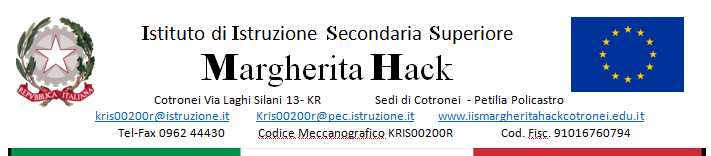 Istituto di Istruzione Secondaria Superiore
Margherita Hack
Cotronei Via Laghi Silani 13- KR Sedi di Cotronei - Petilia Policastro
kris00200r@istruzione.it Kris00200r@pec.istruzione.it www.iismargheritahackcotronei.edu.it
Tel-Fax 0962 44430 Codice Meccanografico KRIS00200R Cod. Fisc. 91016760794
REPVBBLICA ITALIANA